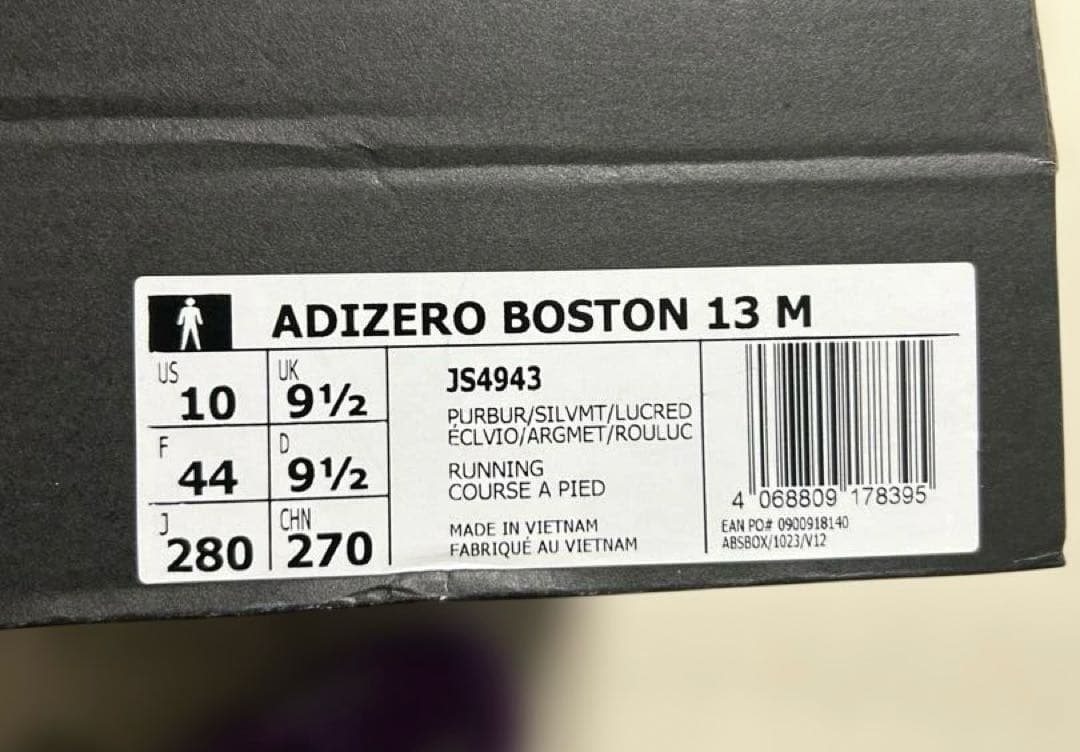 ADIZERO BOSTON 13 M
US
10
UK
9½
F
44
D
9½
J
280
CHN
270
JS4943
PURBUR/SILVMT/LUCRED
ÉCLVIO/ARGMET/ROULUC
RUNNING
COURSE A PIED
MADE IN VIETNAM
FABRIQUÉ AU VIETNAM
4 068809 178395
EAN PO# 0900918140
ABSBOX/1023/V12